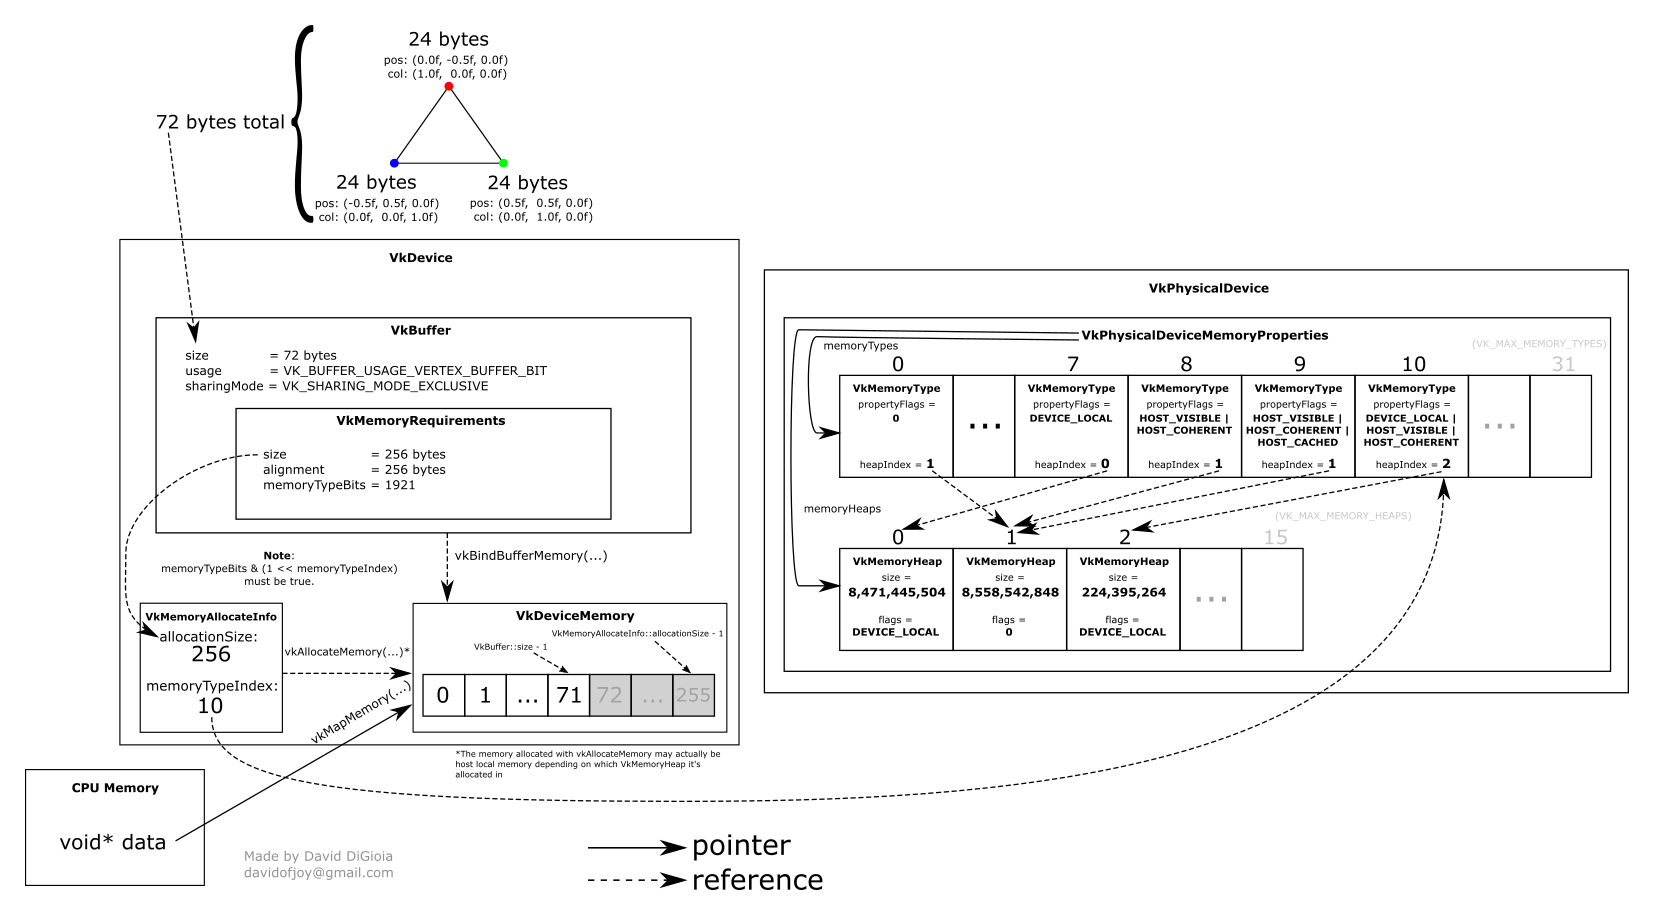 24 bytes
pos: (0.0f, -0.5f, 0.0f)
col: (1.0f,  0.0f, 0.0f)
72 bytes total
24 bytes
pos: (-0.5f, 0.5f, 0.0f)
col: (0.0f,  0.0f, 1.0f)
24 bytes
pos: (0.5f,  0.5f, 0.0f)
col: (0.0f,  1.0f, 0.0f)
VkDevice
VkBuffer
size = 72 bytes
usage = VK_BUFFER_USAGE_VERTEX_BUFFER_BIT
sharingMode = VK_SHARING_MODE_EXCLUSIVE
VkMemoryRequirements
size = 256 bytes
alignment = 256 bytes
memoryTypeBits = 1921
vkBindBufferMemory(...)
Note:
memoryTypeBits & (1 << memoryTypeIndex)
must be true.
VkMemoryAllocateInfo
allocationSize:
256
memoryTypeIndex:
10
vkAllocateMemory(...)*
vkMapMemory(...)
VkDeviceMemory
VkMemoryAllocateInfo::allocationSize - 1
VkBuffer::size - 1
0 1 ... 71 72 ... 255
*The memory allocated with vkAllocateMemory may actually be
host local memory depending on which VkMemoryHeap it's
allocated in
CPU Memory
void* data
Made by David DiGioia
davidofjoy@gmail.com
pointer
reference
VkPhysicalDevice
VkPhysicalDeviceMemoryProperties
memoryTypes
(VK_MAX_MEMORY_TYPES)
0 7 8 9 10 31
VkMemoryType
propertyFlags =
0
heapIndex = 1
...
VkMemoryType
propertyFlags =
DEVICE_LOCAL
heapIndex = 0
VkMemoryType
propertyFlags =
HOST_VISIBLE |
HOST_COHERENT
heapIndex = 1
VkMemoryType
propertyFlags =
HOST_VISIBLE |
HOST_COHERENT |
HOST_CACHED
heapIndex = 1
VkMemoryType
propertyFlags =
DEVICE_LOCAL |
HOST_VISIBLE |
HOST_COHERENT
heapIndex = 2
...
memoryHeaps
(VK_MAX_MEMORY_HEAPS)
0 1 2 15
VkMemoryHeap
size =
8,471,445,504
flags =
DEVICE_LOCAL
VkMemoryHeap
size =
8,558,542,848
flags =
0
VkMemoryHeap
size =
224,395,264
flags =
DEVICE_LOCAL
...